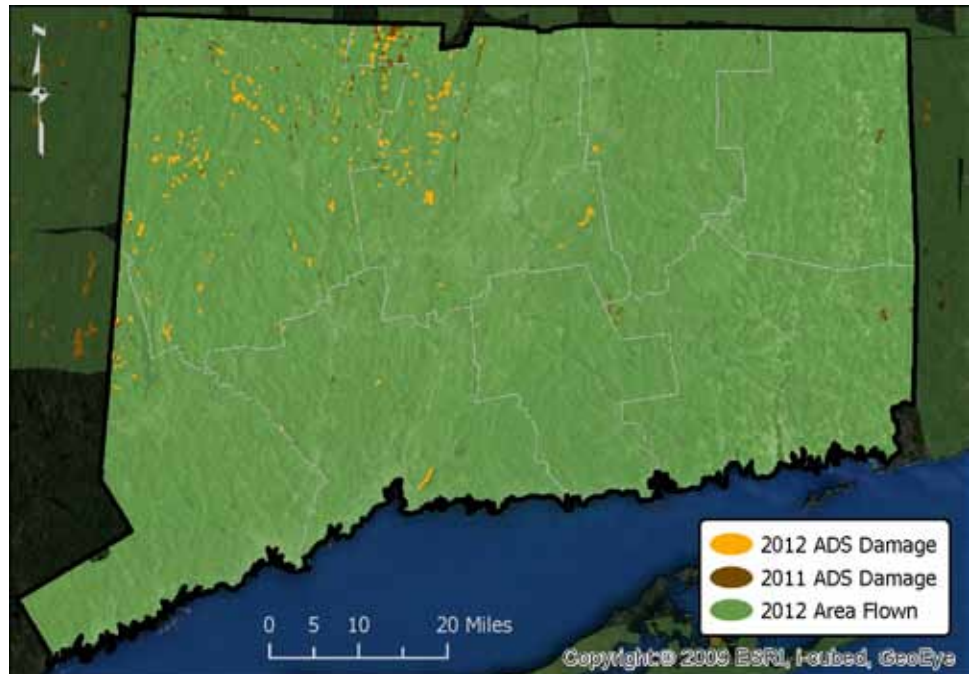 N
2012 ADS Damage
2011 ADS Damage
2012 Area Flown
0 5 10 20 Miles
Copyright:© 2009 ESRI, i-cubed, GeoEye